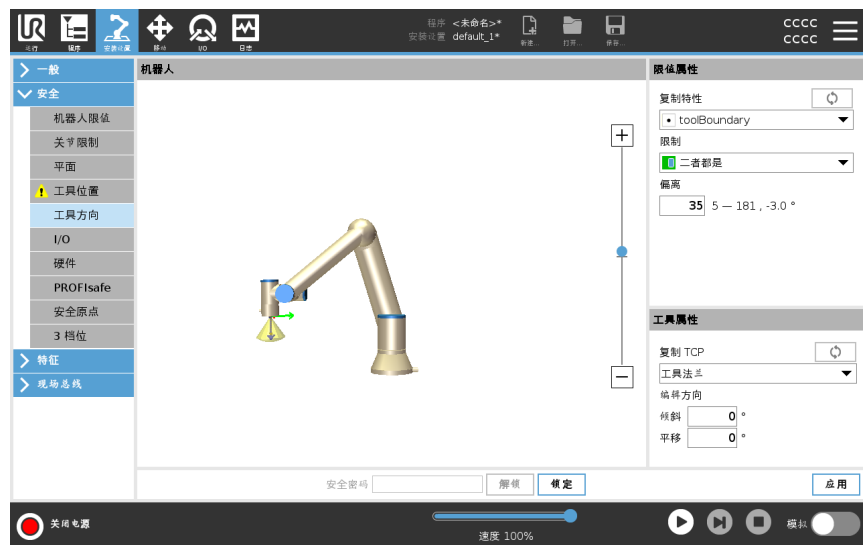 UR
运行
程序
安装设置
移动
I/O
日志
程序 <未命名>*
安装设置 default_1*
新建...
打开...
保存...
cccc
cccc
一般
安全
机器人限值
关节限制
平面
工具位置
工具方向
I/O
硬件
PROFIsafe
安全原点
3 档位
特征
现场总线
机器人
安全密码
解锁
锁定
限值属性
复制特性
toolBoundary
限制
二者都是
偏离
35 5 — 181 , -3.0 °
工具属性
复制 TCP
工具法兰
编辑方向
倾斜 0 °
平移 0 °
应用
关闭电源
速度 100%
模拟